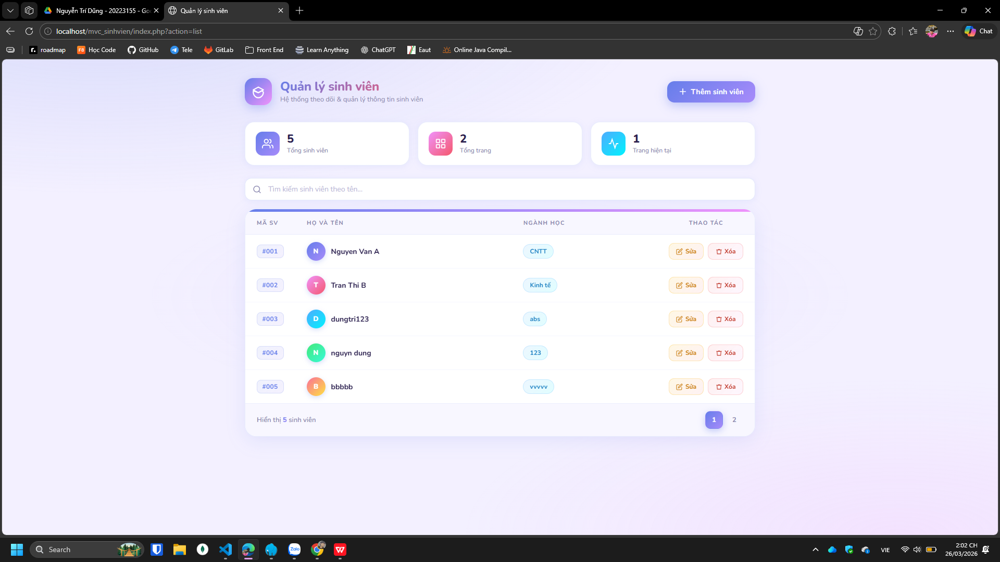 Nguyễn Trí Dũng - 20223155 - Goo
Quản lý sinh viên
localhost/mvc_sinhvien/index.php?action=list
Chat
roadmap
F8 Học Code
GitHub
Tele
GitLab
Front End
Learn Anything
ChatGPT
Eaut
Online Java Compil...
Quản lý sinh viên
Hệ thống theo dõi & quản lý thông tin sinh viên
Thêm sinh viên
5
Tổng sinh viên
2
Tổng trang
1
Trang hiện tại
Tìm kiếm sinh viên theo tên...
MÃ SV HỌ VÀ TÊN NGÀNH HỌC THAO TÁC
#001 N Nguyen Van A CNTT Sửa Xóa
#002 T Tran Thi B Kinh tế Sửa Xóa
#003 D dungtri123 abs Sửa Xóa
#004 N nguyn dung 123 Sửa Xóa
#005 B bbbbb vvvvv Sửa Xóa
Hiển thị 5 sinh viên 1 2
Search
Zalo
W
VIE
2:02 CH
26/03/2026